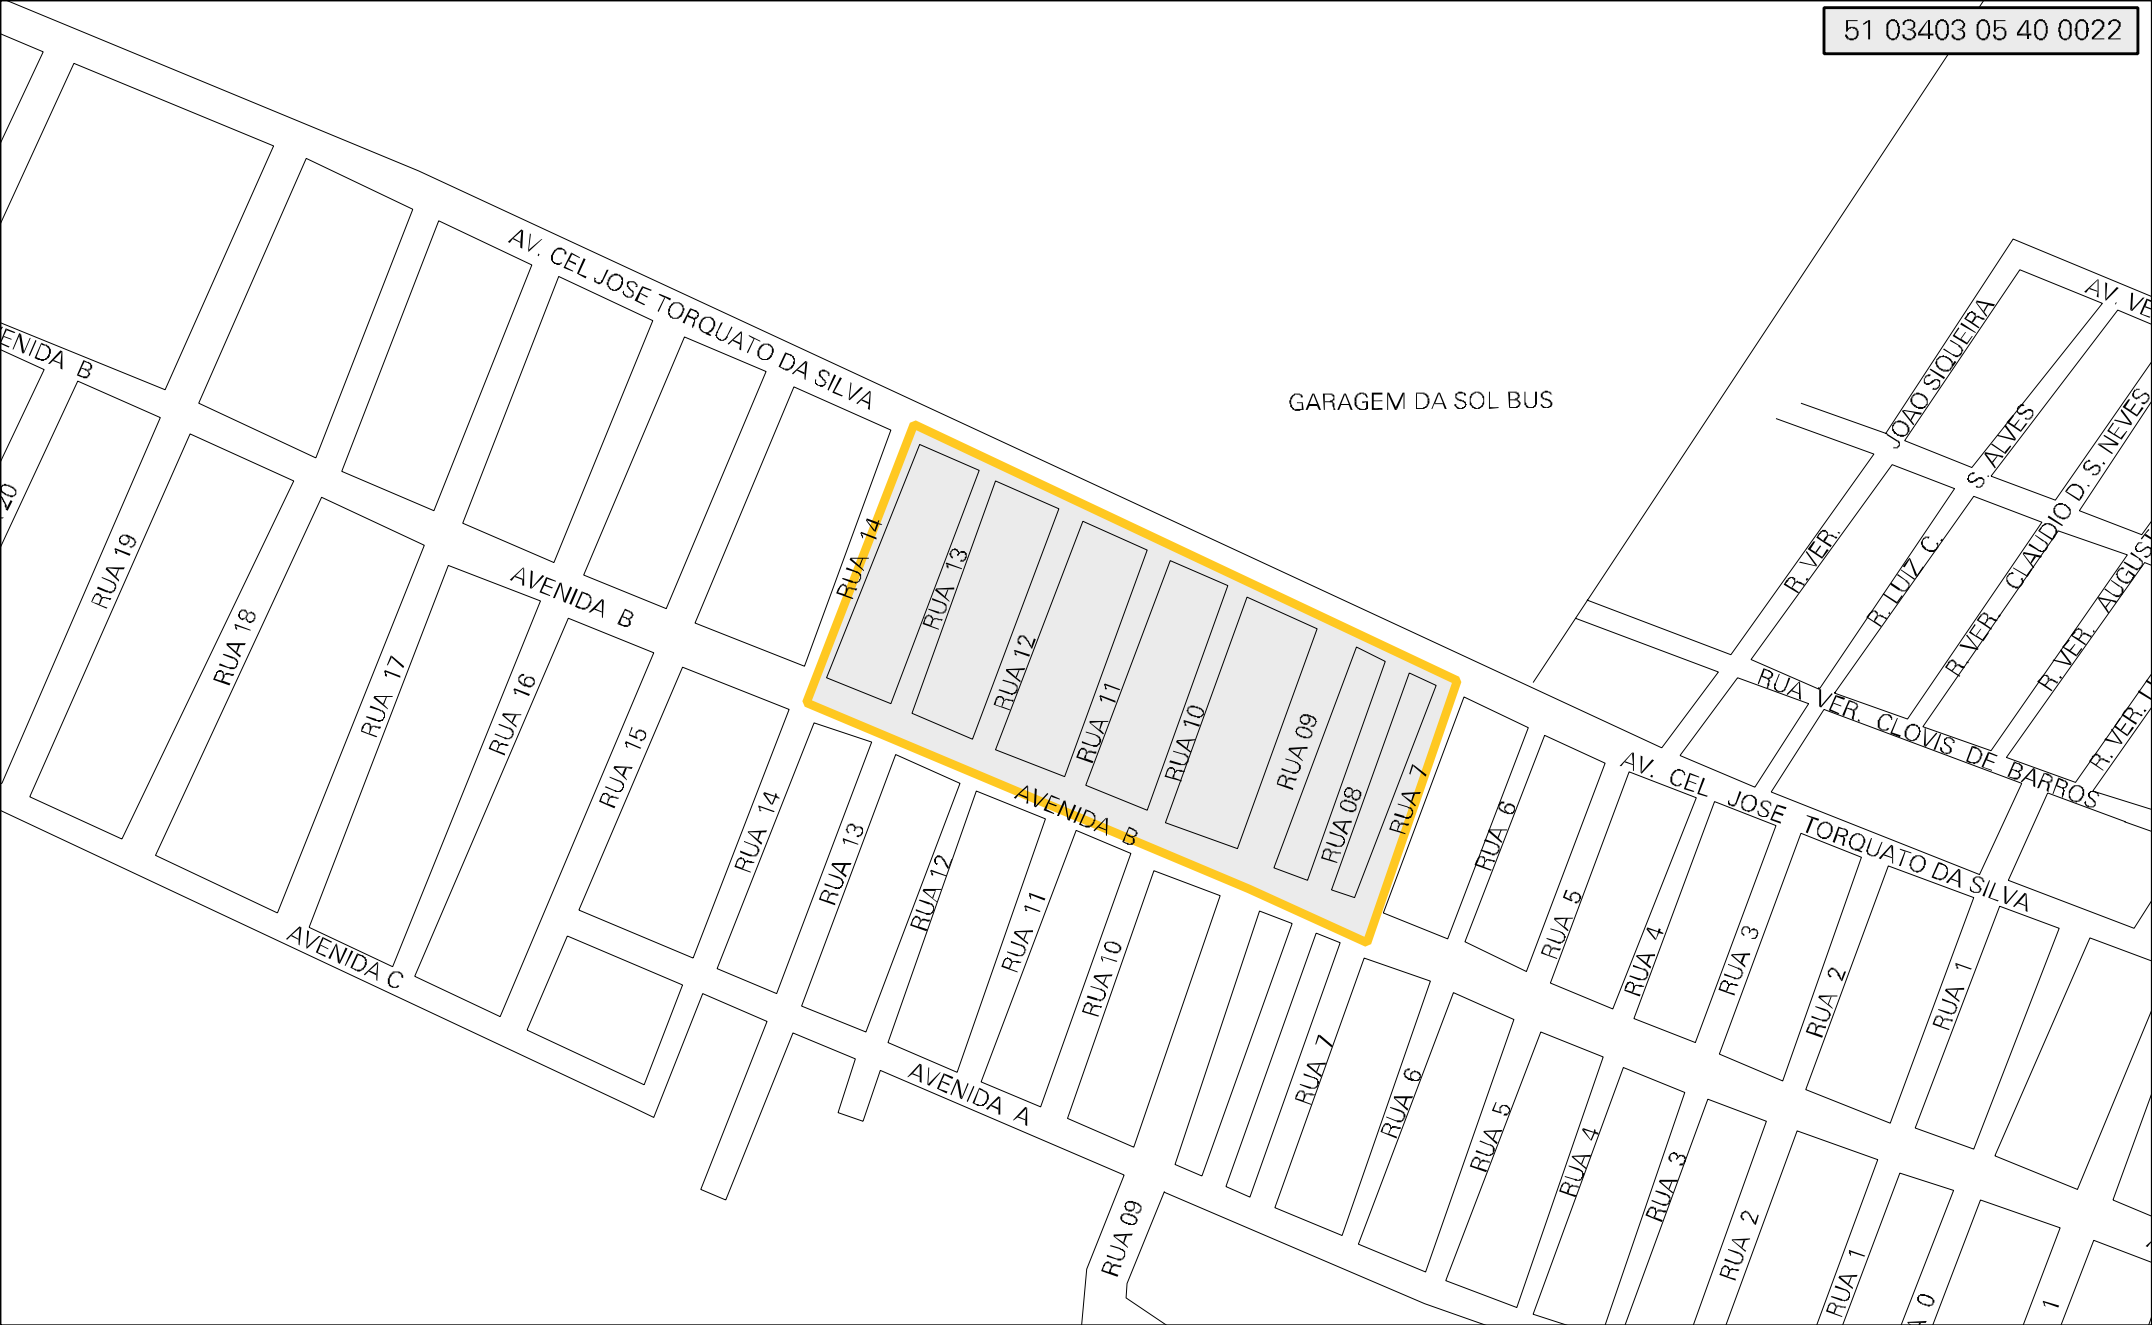 51 03403 05 40 0022
AV. CEL JOSE TORQUATO DA SILVA
GARAGEM DA SOL BUS
JOAO SIQUEIRA
S. ALVES
CLAUDIO D. S. NEVES
R. VER.
R. LUIZ C.
R. VER
R. VER.
R. VER.
RUA VER. CLOVIS DE BARROS
AV. CEL JOSE TORQUATO DA SILVA
AVENIDA B
RUA 19
RUA 18
RUA 17
RUA 16
RUA 15
RUA 14
RUA 13
RUA 12
RUA 11
RUA 10
RUA 09
RUA 08
RUA 7
RUA 6
RUA 5
RUA 4
RUA 3
RUA 2
RUA 1
B
20
AVENIDA B
RUA 14
RUA 13
RUA 12
RUA 11
RUA 10
RUA 7
RUA 6
RUA 5
RUA 4
RUA 3
RUA 2
RUA 1
0
1
AVENIDA C
AVENIDA A
RUA 09
AV.